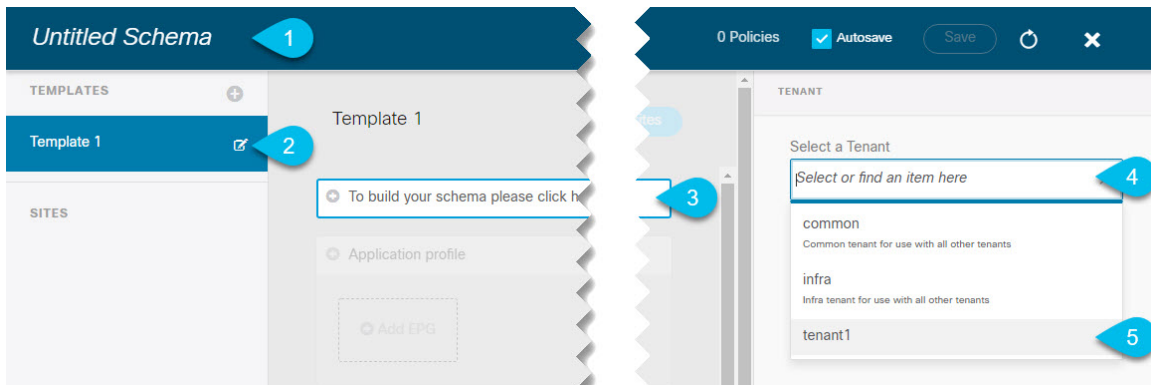 Untitled Schema
1
0 Policies
Autosave
Save
TEMPLATES
Template 1
2
SITES
Template 1
To build your schema please click
3
Application profile
Add EPG
TENANT
Select a Tenant
Select or find an item here
4
common
Common tenant for use with all other tenants
infra
Infra tenant for use with all other tenants
tenant1
5